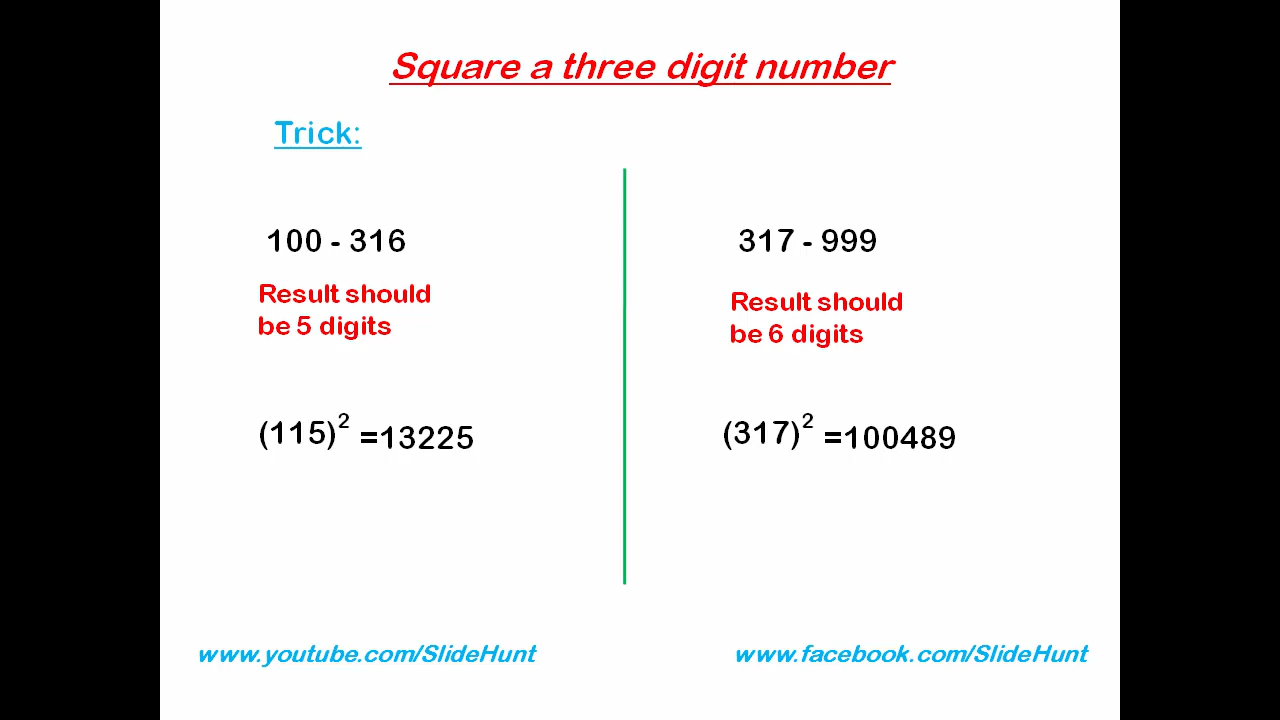 Square a three digit number
Trick:
100 - 316
Result should
be 5 digits
(115)² =13225
317 - 999
Result should
be 6 digits
(317)² =100489
www.youtube.com/SlideHunt
www.facebook.com/SlideHunt